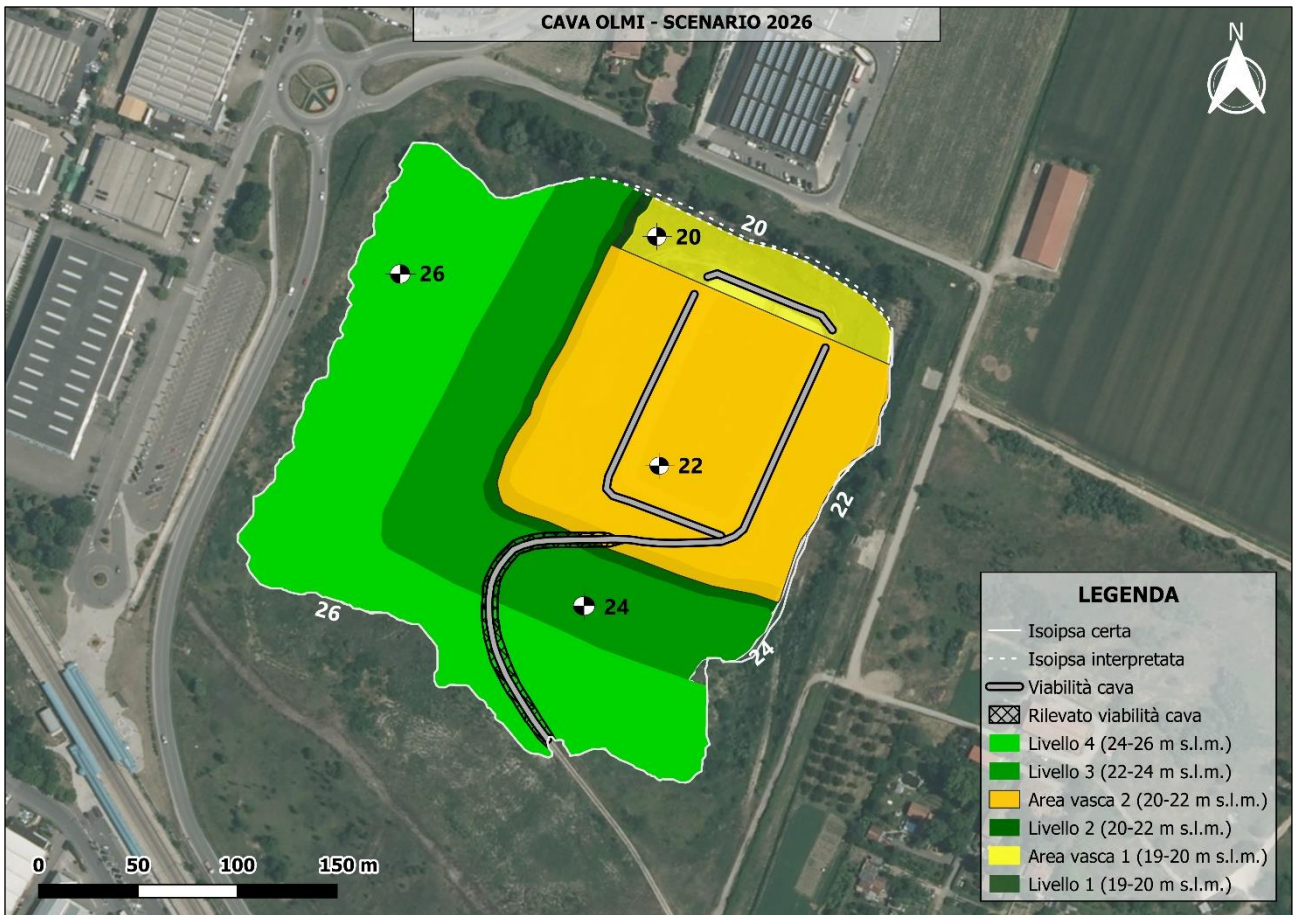 CAVA OLMI - SCENARIO 2026
N
20
20
26
22
22
24
26
24
LEGENDA
Isoipsa certa
Isoipsa interpretata
Viabilità cava
Rilevato viabilità cava
Livello 4 (24-26 m s.l.m.)
Livello 3 (22-24 m s.l.m.)
Area vasca 2 (20-22 m s.l.m.)
Livello 2 (20-22 m s.l.m.)
Area vasca 1 (19-20 m s.l.m.)
Livello 1 (19-20 m s.l.m.)
0 50 100 150 m